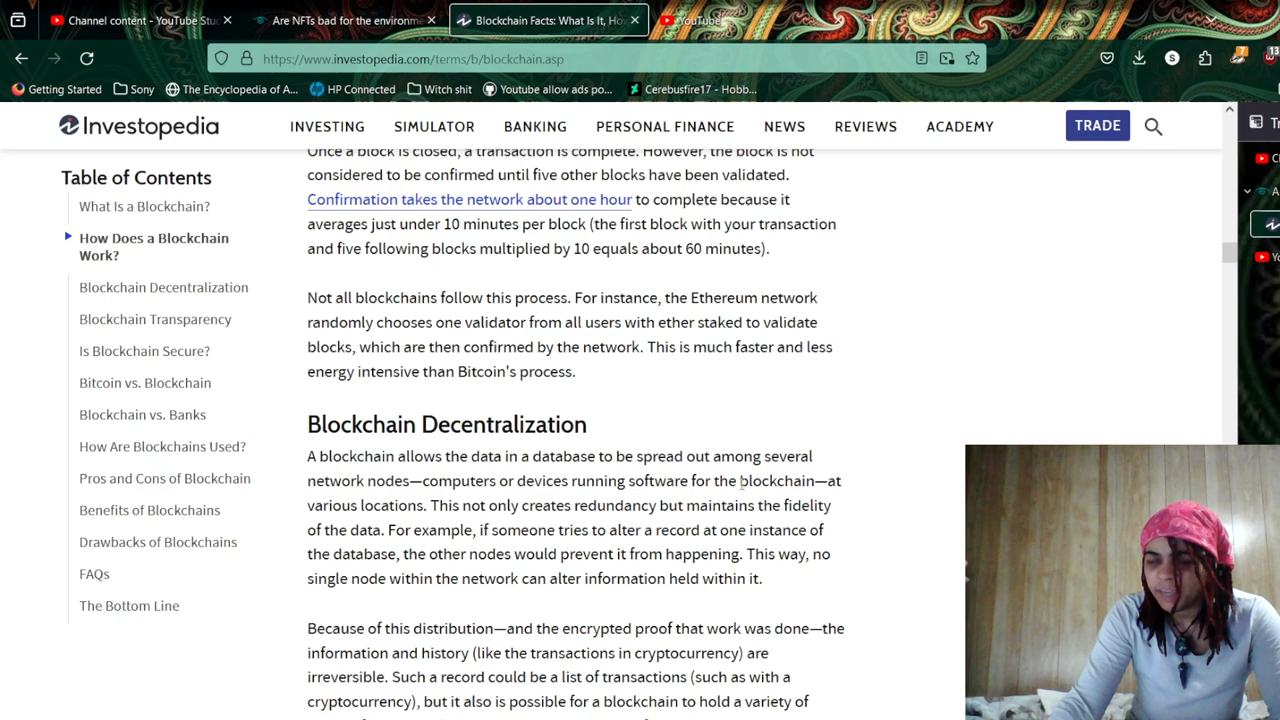 Channel content - YouTube Stu
Are NFTs bad for the environme
Blockchain Facts: What Is It, Ho
YouTube
https://www.investopedia.com/terms/b/blockchain.asp
S
7
13
Getting Started
Sony
The Encyclopedia of A...
HP Connected
Witch shit
Youtube allow ads po...
Cerebusfire17 - Hobb...
Investopedia
INVESTING
SIMULATOR
BANKING
PERSONAL FINANCE
NEWS
REVIEWS
ACADEMY
TRADE
Table of Contents
What Is a Blockchain?
How Does a Blockchain
Work?
Blockchain Decentralization
Blockchain Transparency
Is Blockchain Secure?
Bitcoin vs. Blockchain
Blockchain vs. Banks
How Are Blockchains Used?
Pros and Cons of Blockchain
Benefits of Blockchains
Drawbacks of Blockchains
FAQs
The Bottom Line
Once a block is closed, a transaction is complete. However, the block is not
considered to be confirmed until five other blocks have been validated.
Confirmation takes the network about one hour to complete because it
averages just under 10 minutes per block (the first block with your transaction
and five following blocks multiplied by 10 equals about 60 minutes).
Not all blockchains follow this process. For instance, the Ethereum network
randomly chooses one validator from all users with ether staked to validate
blocks, which are then confirmed by the network. This is much faster and less
energy intensive than Bitcoin's process.
Blockchain Decentralization
A blockchain allows the data in a database to be spread out among several
network nodes—computers or devices running software for the blockchain—at
various locations. This not only creates redundancy but maintains the fidelity
of the data. For example, if someone tries to alter a record at one instance of
the database, the other nodes would prevent it from happening. This way, no
single node within the network can alter information held within it.
Because of this distribution—and the encrypted proof that work was done—the
information and history (like the transactions in cryptocurrency) are
irreversible. Such a record could be a list of transactions (such as with a
cryptocurrency), but it also is possible for a blockchain to hold a variety of